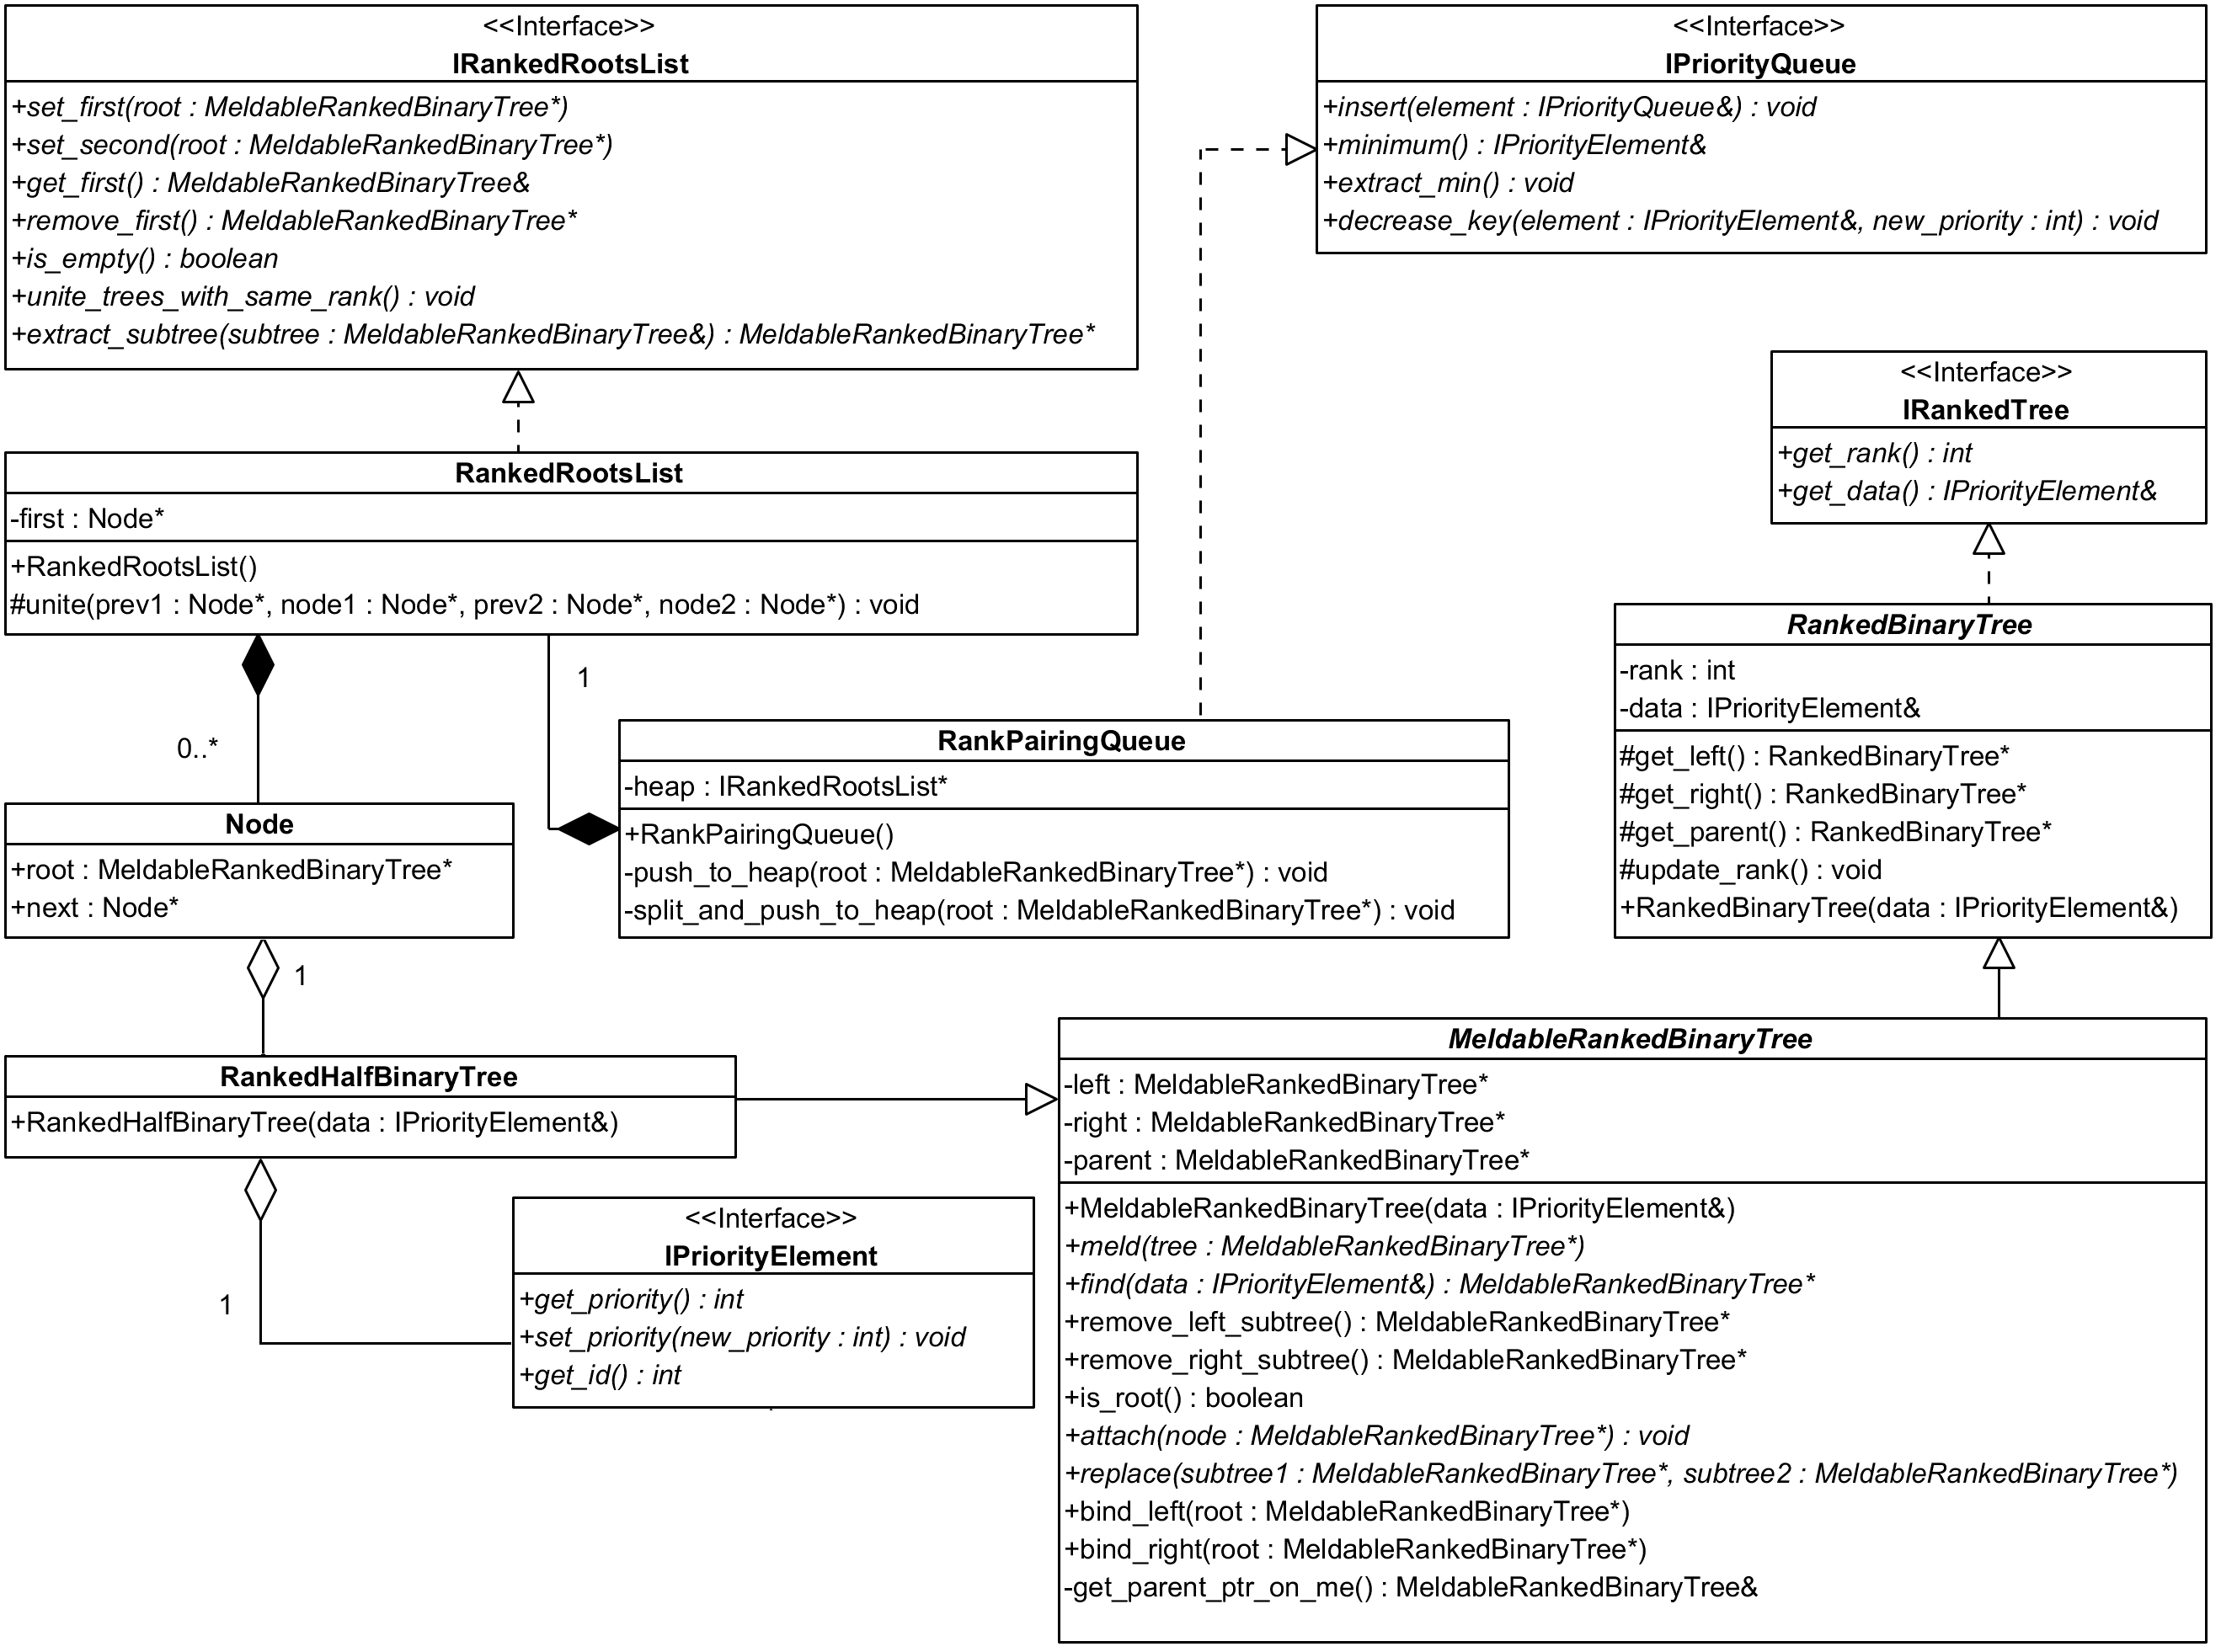 <<Interface>>
IRankedRootsList
+set_first(root : MeldableRankedBinaryTree*)
+set_second(root : MeldableRankedBinaryTree*)
+get_first() : MeldableRankedBinaryTree&
+remove_first() : MeldableRankedBinaryTree*
+is_empty() : boolean
+unite_trees_with_same_rank() : void
+extract_subtree(subtree : MeldableRankedBinaryTree&) : MeldableRankedBinaryTree*
<<Interface>>
IPriorityQueue
+insert(element : IPriorityQueue&) : void
+minimum() : IPriorityElement&
+extract_min() : void
+decrease_key(element : IPriorityElement&, new_priority : int) : void
<<Interface>>
IRankedTree
+get_rank() : int
+get_data() : IPriorityElement&
RankedRootsList
-first : Node*
+RankedRootsList()
#unite(prev1 : Node*, node1 : Node*, prev2 : Node*, node2 : Node*) : void
RankedBinaryTree
-rank : int
-data : IPriorityElement&
#get_left() : RankedBinaryTree*
#get_right() : RankedBinaryTree*
#get_parent() : RankedBinaryTree*
#update_rank() : void
+RankedBinaryTree(data : IPriorityElement&)
1
0..*
RankPairingQueue
-heap : IRankedRootsList*
+RankPairingQueue()
-push_to_heap(root : MeldableRankedBinaryTree*) : void
-split_and_push_to_heap(root : MeldableRankedBinaryTree*) : void
Node
+root : MeldableRankedBinaryTree*
+next : Node*
1
RankedHalfBinaryTree
+RankedHalfBinaryTree(data : IPriorityElement&)
1
<<Interface>>
IPriorityElement
+get_priority() : int
+set_priority(new_priority : int) : void
+get_id() : int
MeldableRankedBinaryTree
-left : MeldableRankedBinaryTree*
-right : MeldableRankedBinaryTree*
-parent : MeldableRankedBinaryTree*
+MeldableRankedBinaryTree(data : IPriorityElement&)
+meld(tree : MeldableRankedBinaryTree*)
+find(data : IPriorityElement&) : MeldableRankedBinaryTree*
+remove_left_subtree() : MeldableRankedBinaryTree*
+remove_right_subtree() : MeldableRankedBinaryTree*
+is_root() : boolean
+attach(node : MeldableRankedBinaryTree*) : void
+replace(subtree1 : MeldableRankedBinaryTree*, subtree2 : MeldableRankedBinaryTree*)
+bind_left(root : MeldableRankedBinaryTree*)
+bind_right(root : MeldableRankedBinaryTree*)
-get_parent_ptr_on_me() : MeldableRankedBinaryTree&